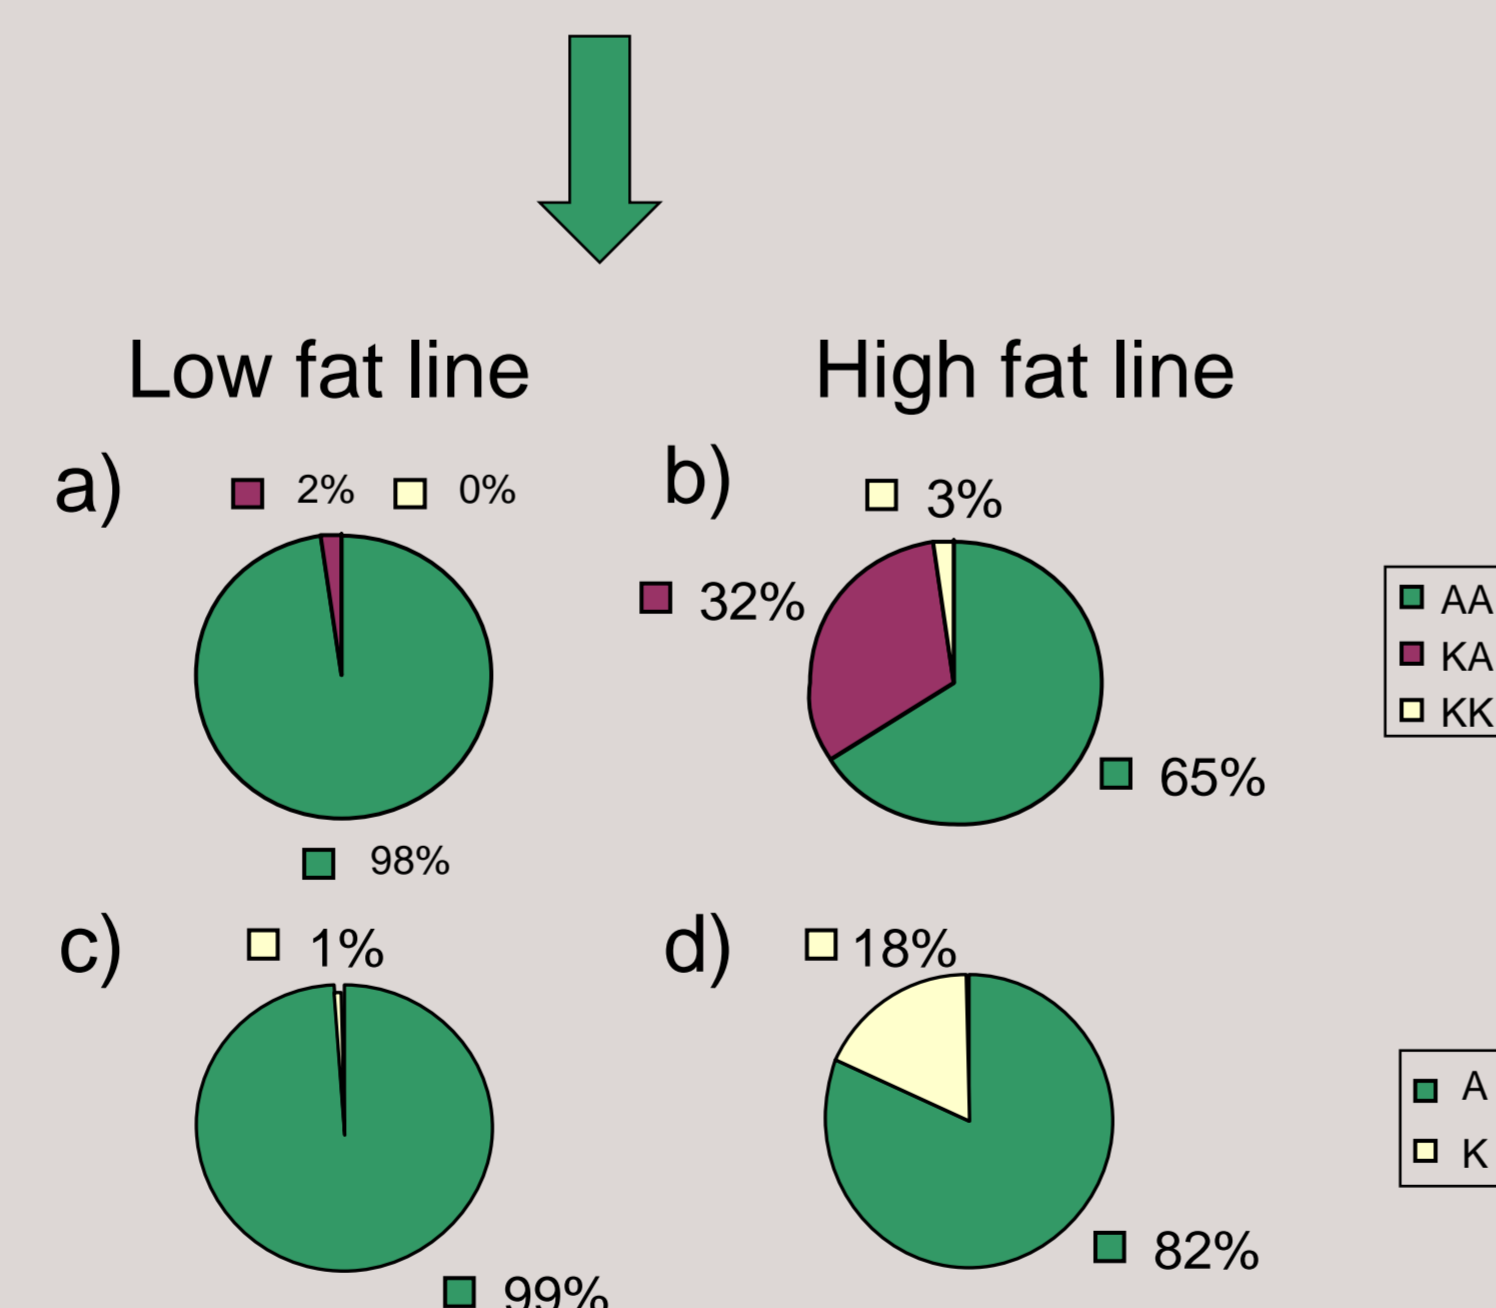 Low fat line
High fat line
a)
2%
0%
98%
b)
3%
32%
65%
AA
KA
KK
c)
1%
99%
d)
18%
82%
A
K